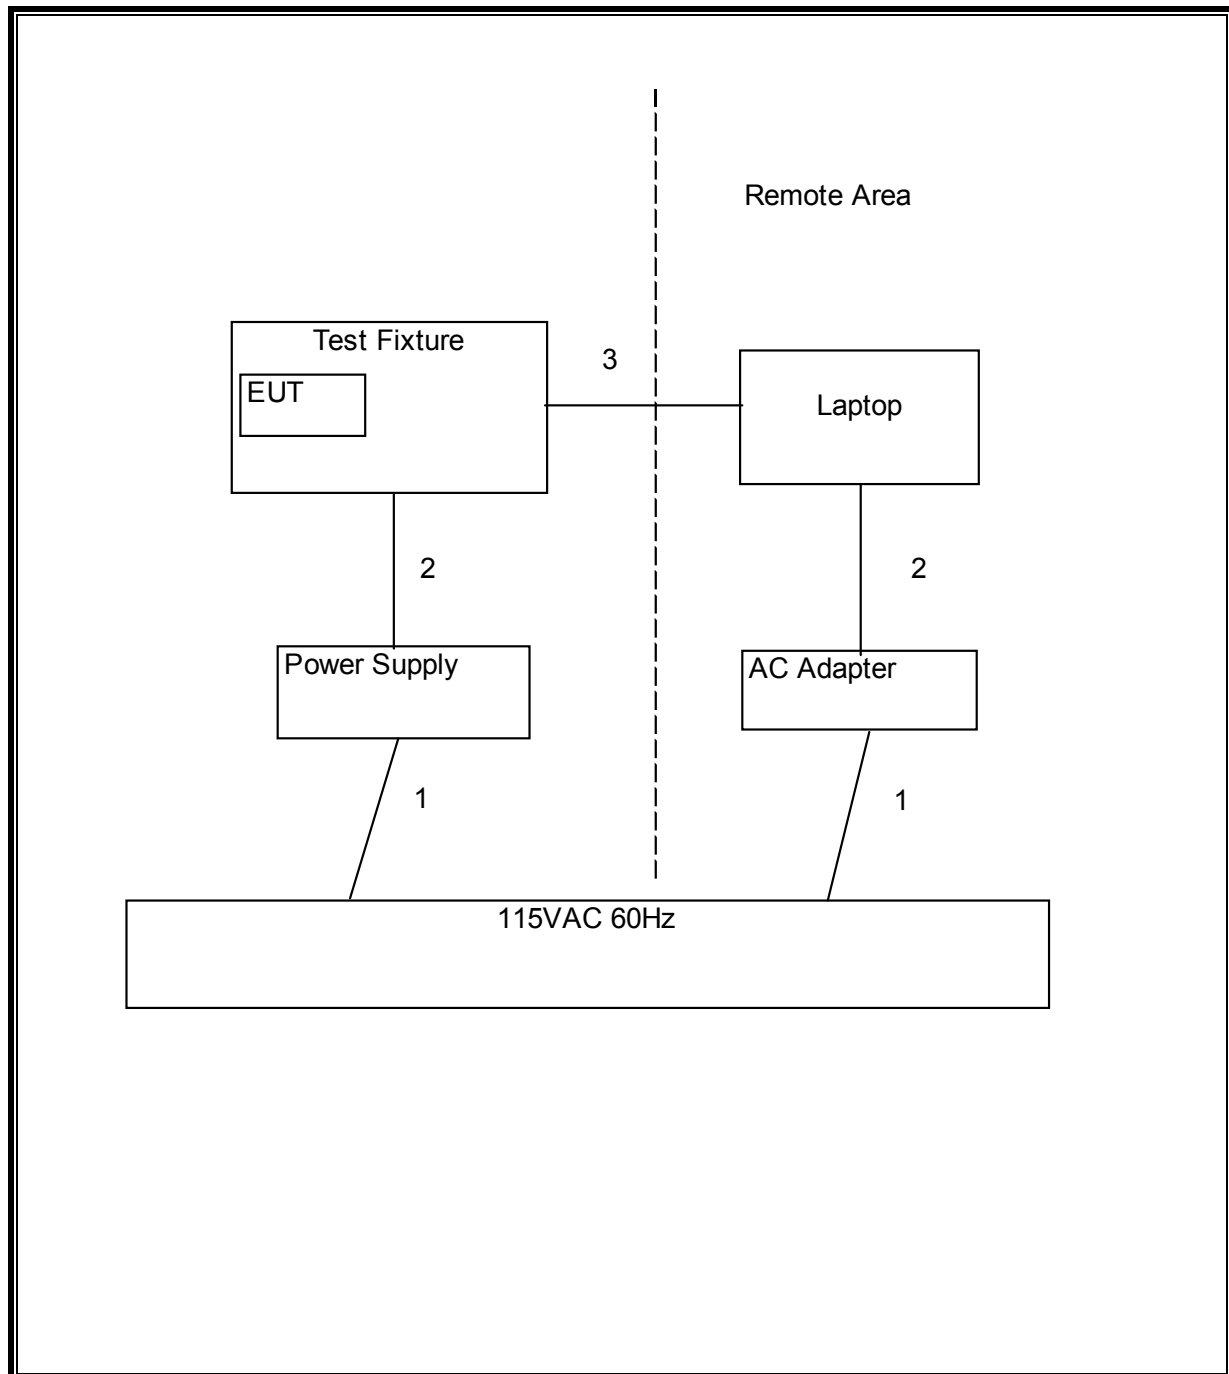 Remote Area
Test Fixture
3
EUT
Laptop
2
2
Power Supply
AC Adapter
1
1
115VAC 60Hz